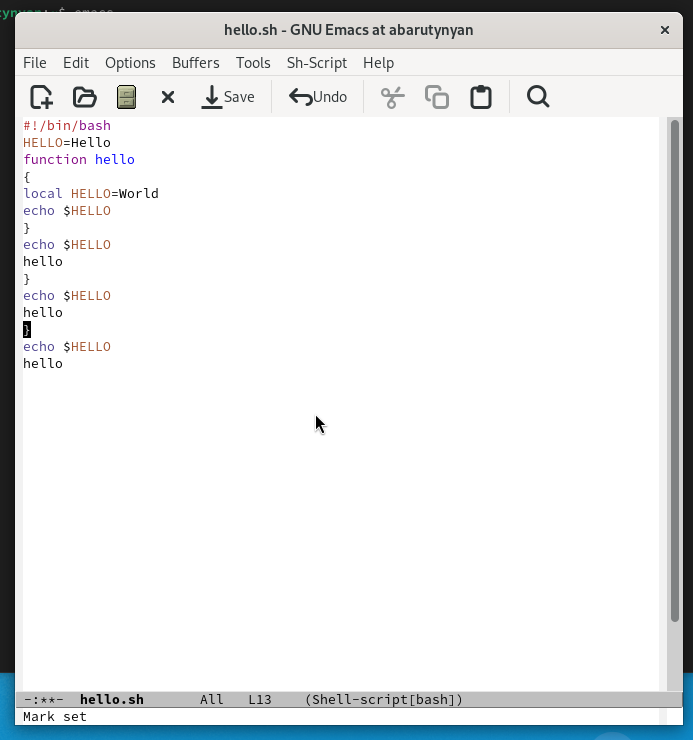 hello.sh - GNU Emacs at abarutynyan
File Edit Options Buffers Tools Sh-Script Help
Save Undo
#!/bin/bash
HELLO=Hello
function hello
{
local HELLO=World
echo $HELLO
}
echo $HELLO
hello
}
echo $HELLO
hello
}
echo $HELLO
hello
-:**- hello.sh All L13 (Shell-script[bash])
Mark set